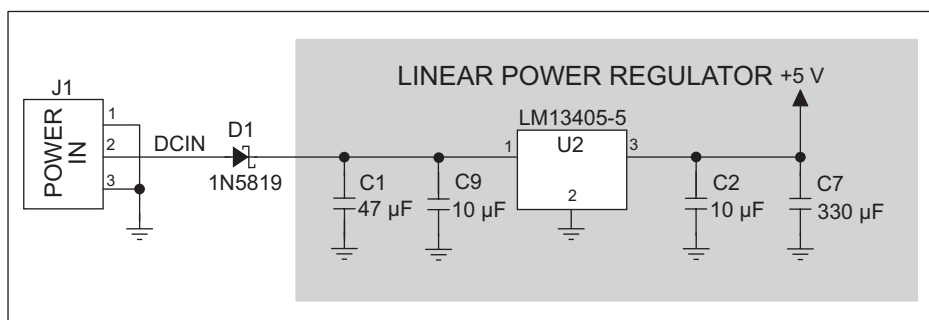 LINEAR POWER REGULATOR +5 V
J1
POWER
IN
1
2
3
DCIN
D1
1N5819
C1
47 µF
C9
10 µF
LM13405-5
U2
1
3
2
C2
10 µF
C7
330 µF